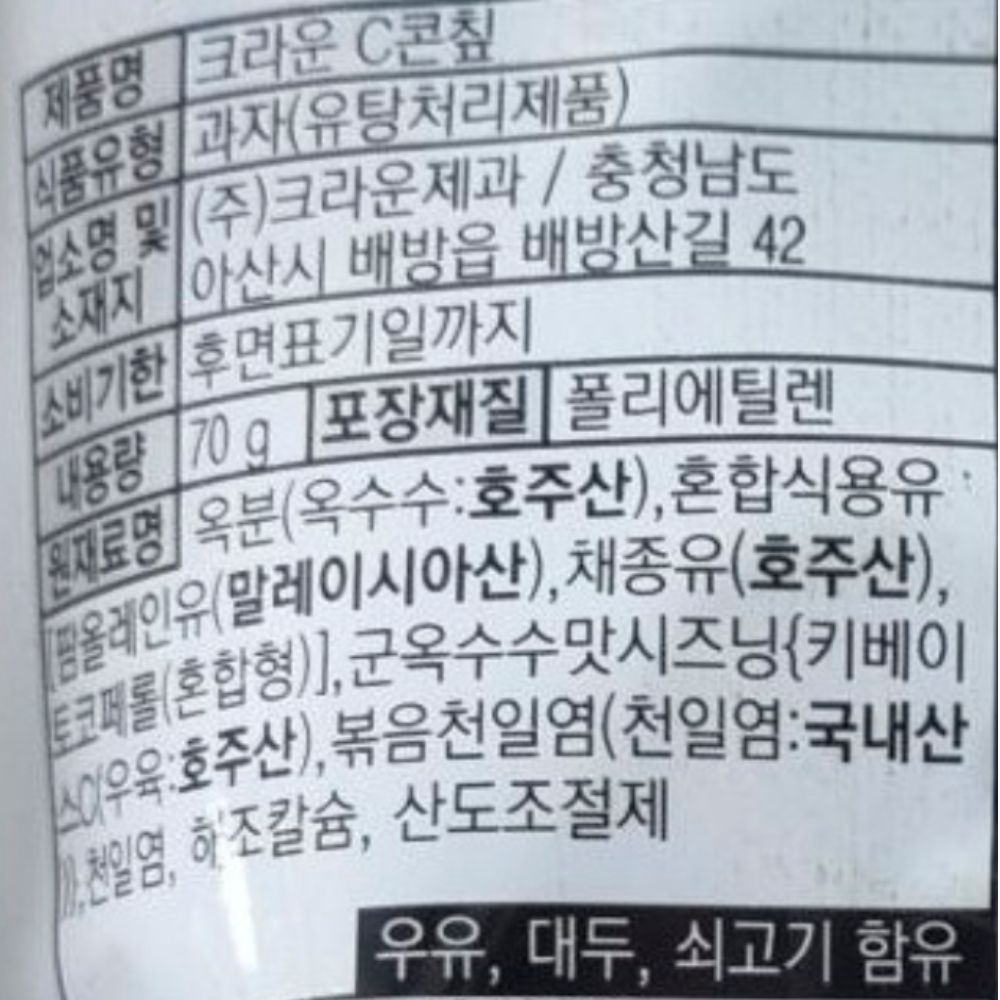 제품명 크라운 C콘칲
식품유형 과자(유탕처리제품)
업소명 및 소재지 (주)크라운제과 / 충청남도
아산시 배방읍 배방산길 42
소비기한 후면표기일까지
내용량 70 g 포장재질 폴리에틸렌
원재료명 옥분(옥수수:호주산),혼합식용유
[팜올레인유(말레이시아산),채종유(호주산),
토코페롤(혼합형)],군옥수수맛시즈닝{키베이
스O(우육:호주산),볶음천일염(천일염:국내산
)},천일염, 해조칼슘, 산도조절제
우유, 대두, 쇠고기 함유